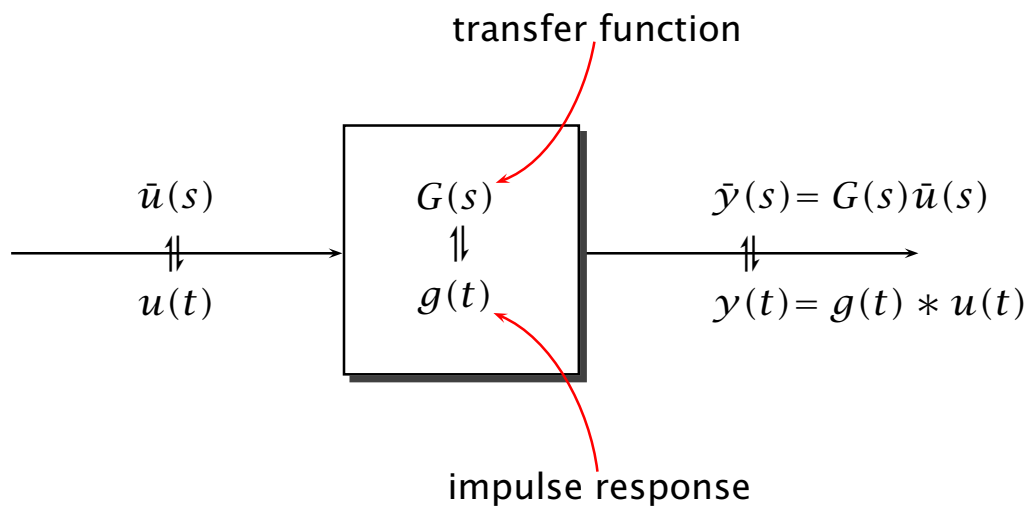 transfer function
ū(s)
G(s)
ȳ(s)= G(s)ū(s)
⥮
⥮
⥮
u(t)
g(t)
y(t)= g(t) ∗ u(t)
impulse response